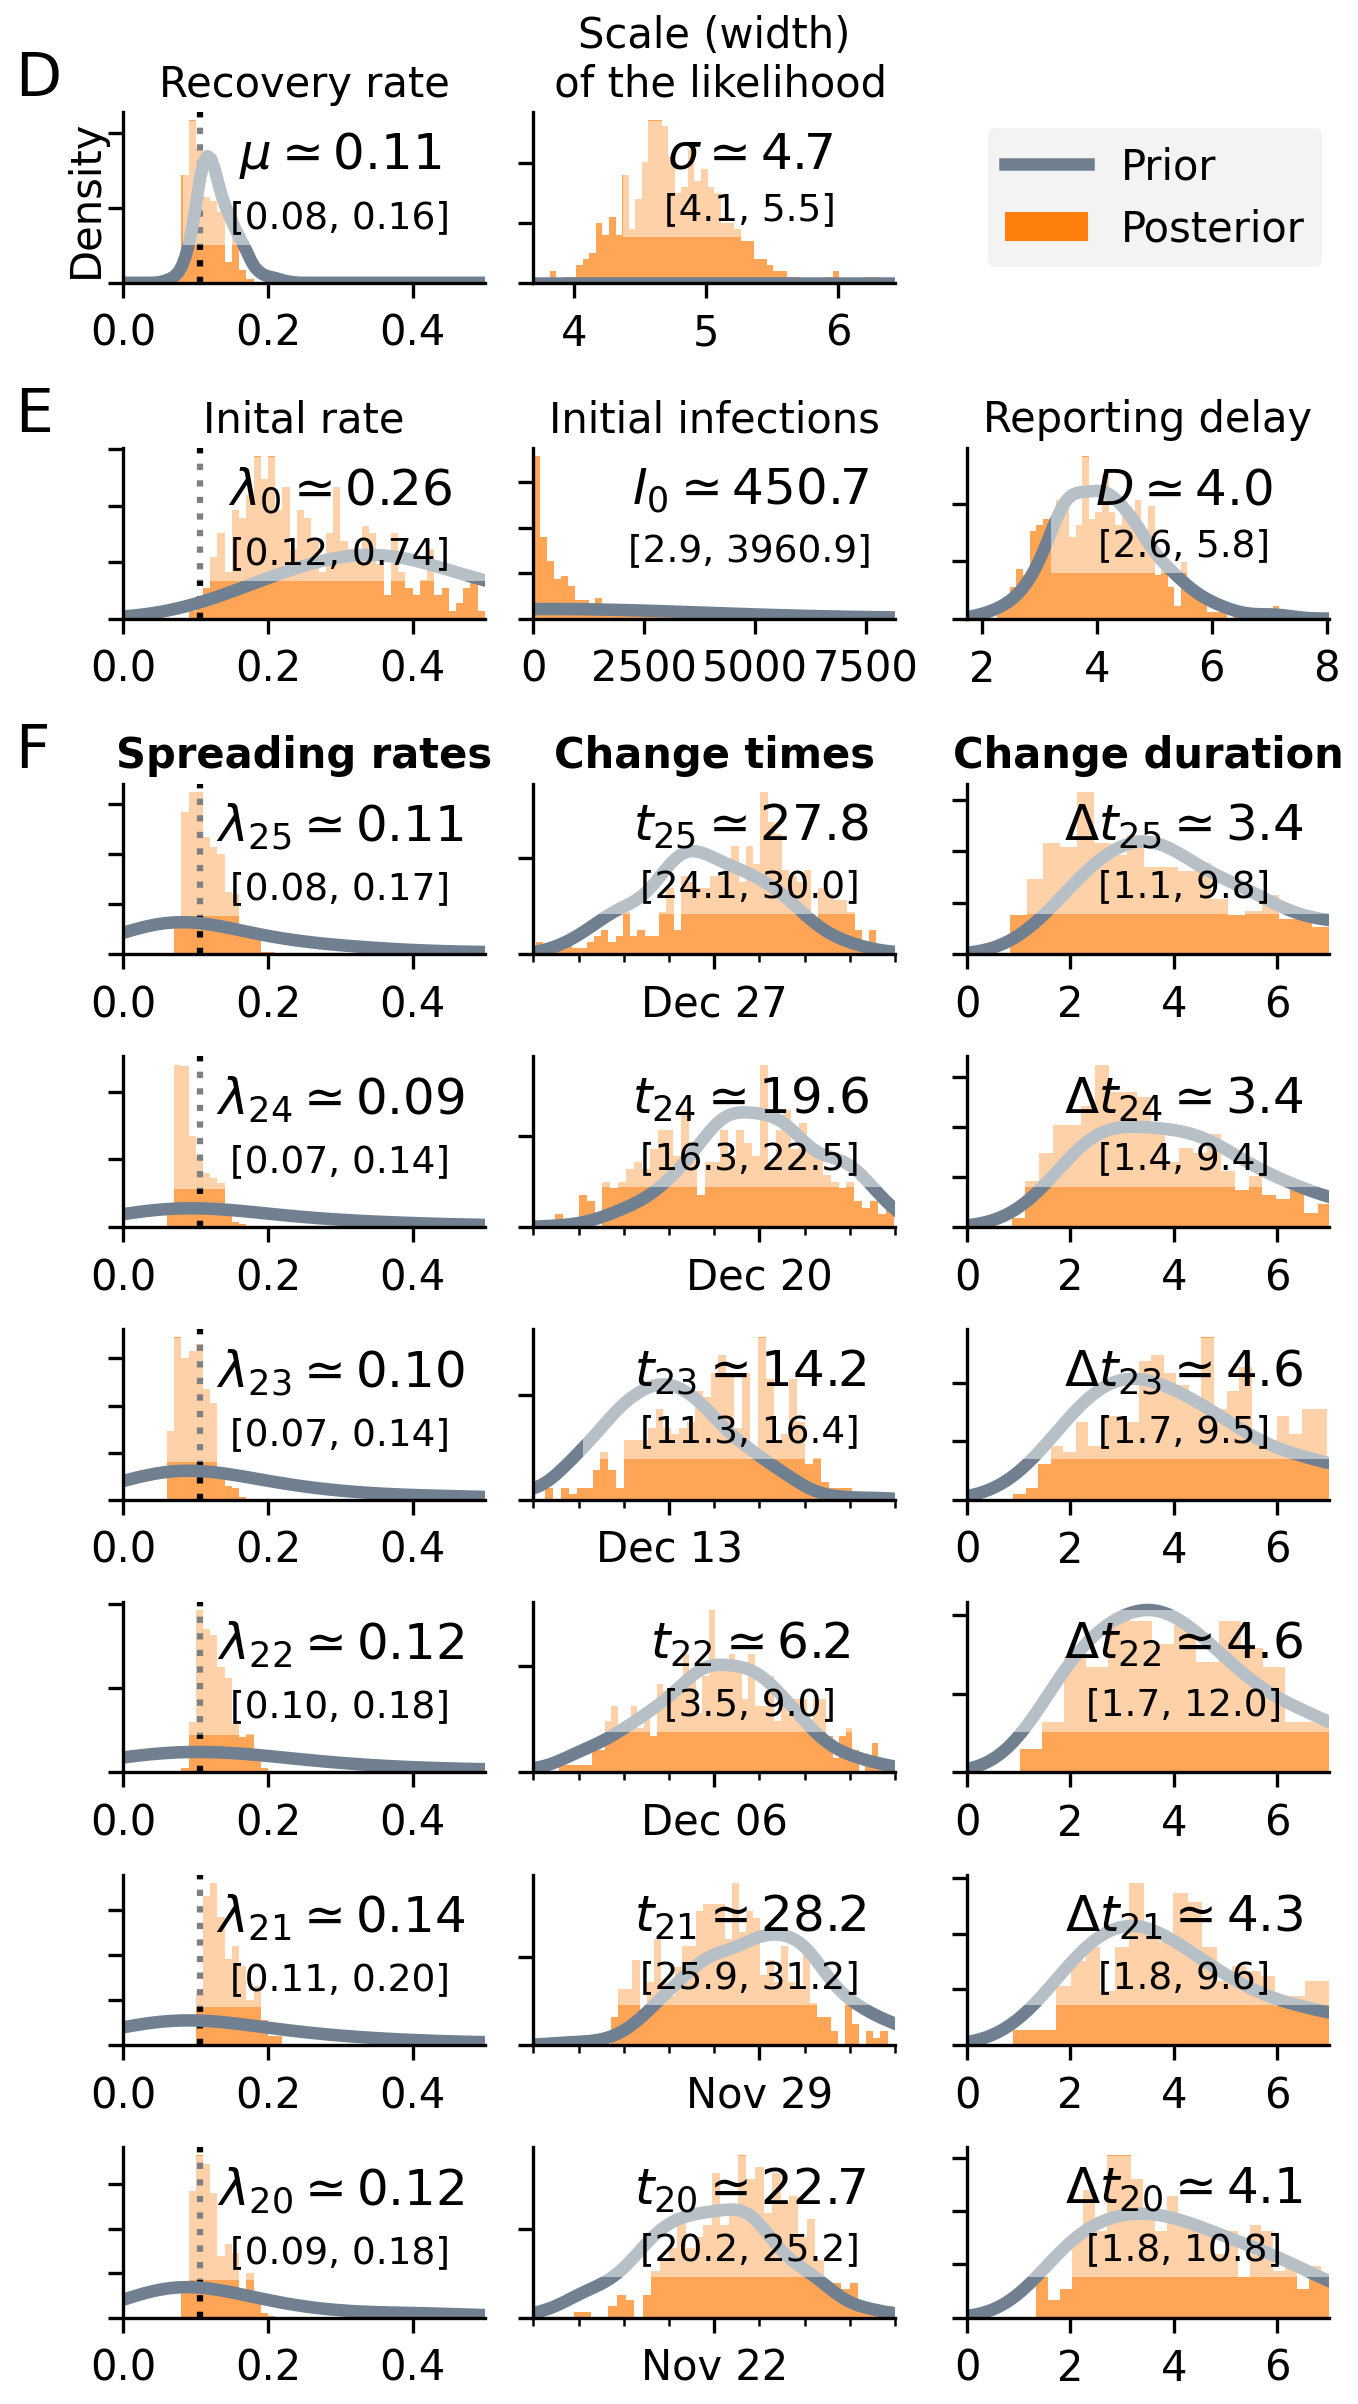 D
Recovery rate
Scale (width)
of the likelihood
Density
μ ≃ 0.11
[0.08, 0.16]
0.0 0.2 0.4
σ ≃ 4.7
[4.1, 5.5]
4 5 6
Prior
Posterior
E
Inital rate
λ₀ ≃ 0.26
[0.12, 0.74]
0.0 0.2 0.4
Initial infections
I₀ ≃ 450.7
[2.9, 3960.9]
0 2500 5000 7500
Reporting delay
D ≃ 4.0
[2.6, 5.8]
2 4 6 8
F
Spreading rates
Change times
Change duration
λ₂₅ ≃ 0.11
[0.08, 0.17]
0.0 0.2 0.4
t₂₅ ≃ 27.8
[24.1, 30.0]
Dec 27
Δt₂₅ ≃ 3.4
[1.1, 9.8]
0 2 4 6
λ₂₄ ≃ 0.09
[0.07, 0.14]
0.0 0.2 0.4
t₂₄ ≃ 19.6
[16.3, 22.5]
Dec 20
Δt₂₄ ≃ 3.4
[1.4, 9.4]
0 2 4 6
λ₂₃ ≃ 0.10
[0.07, 0.14]
0.0 0.2 0.4
t₂₃ ≃ 14.2
[11.3, 16.4]
Dec 13
Δt₂₃ ≃ 4.6
[1.7, 9.5]
0 2 4 6
λ₂₂ ≃ 0.12
[0.10, 0.18]
0.0 0.2 0.4
t₂₂ ≃ 6.2
[3.5, 9.0]
Dec 06
Δt₂₂ ≃ 4.6
[1.7, 12.0]
0 2 4 6
λ₂₁ ≃ 0.14
[0.11, 0.20]
0.0 0.2 0.4
t₂₁ ≃ 28.2
[25.9, 31.2]
Nov 29
Δt₂₁ ≃ 4.3
[1.8, 9.6]
0 2 4 6
λ₂₀ ≃ 0.12
[0.09, 0.18]
0.0 0.2 0.4
t₂₀ ≃ 22.7
[20.2, 25.2]
Nov 22
Δt₂₀ ≃ 4.1
[1.8, 10.8]
0 2 4 6